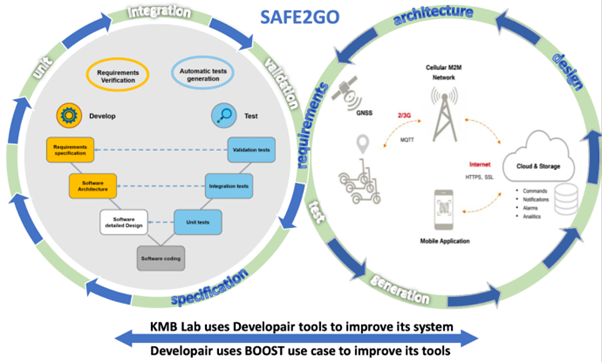 SAFE2GO
integration
unit
validation
specification
Requirements
Verification
Automatic tests
generation
Develop
Test
Requirements
specification
Validation tests
Software
Architecture
Integration tests
Software
detailed Design
Unit tests
Software coding
architecture
requirements
design
test
generation
Cellular M2M
Network
GNSS
2/3G
MQTT
Internet
HTTPS, SSL
Cloud & Storage
• Commands
• Notifications
• Alarms
• Analitics
Mobile Application
KMB Lab uses Developair tools to improve its system
Developair uses BOOST use case to improve its tools